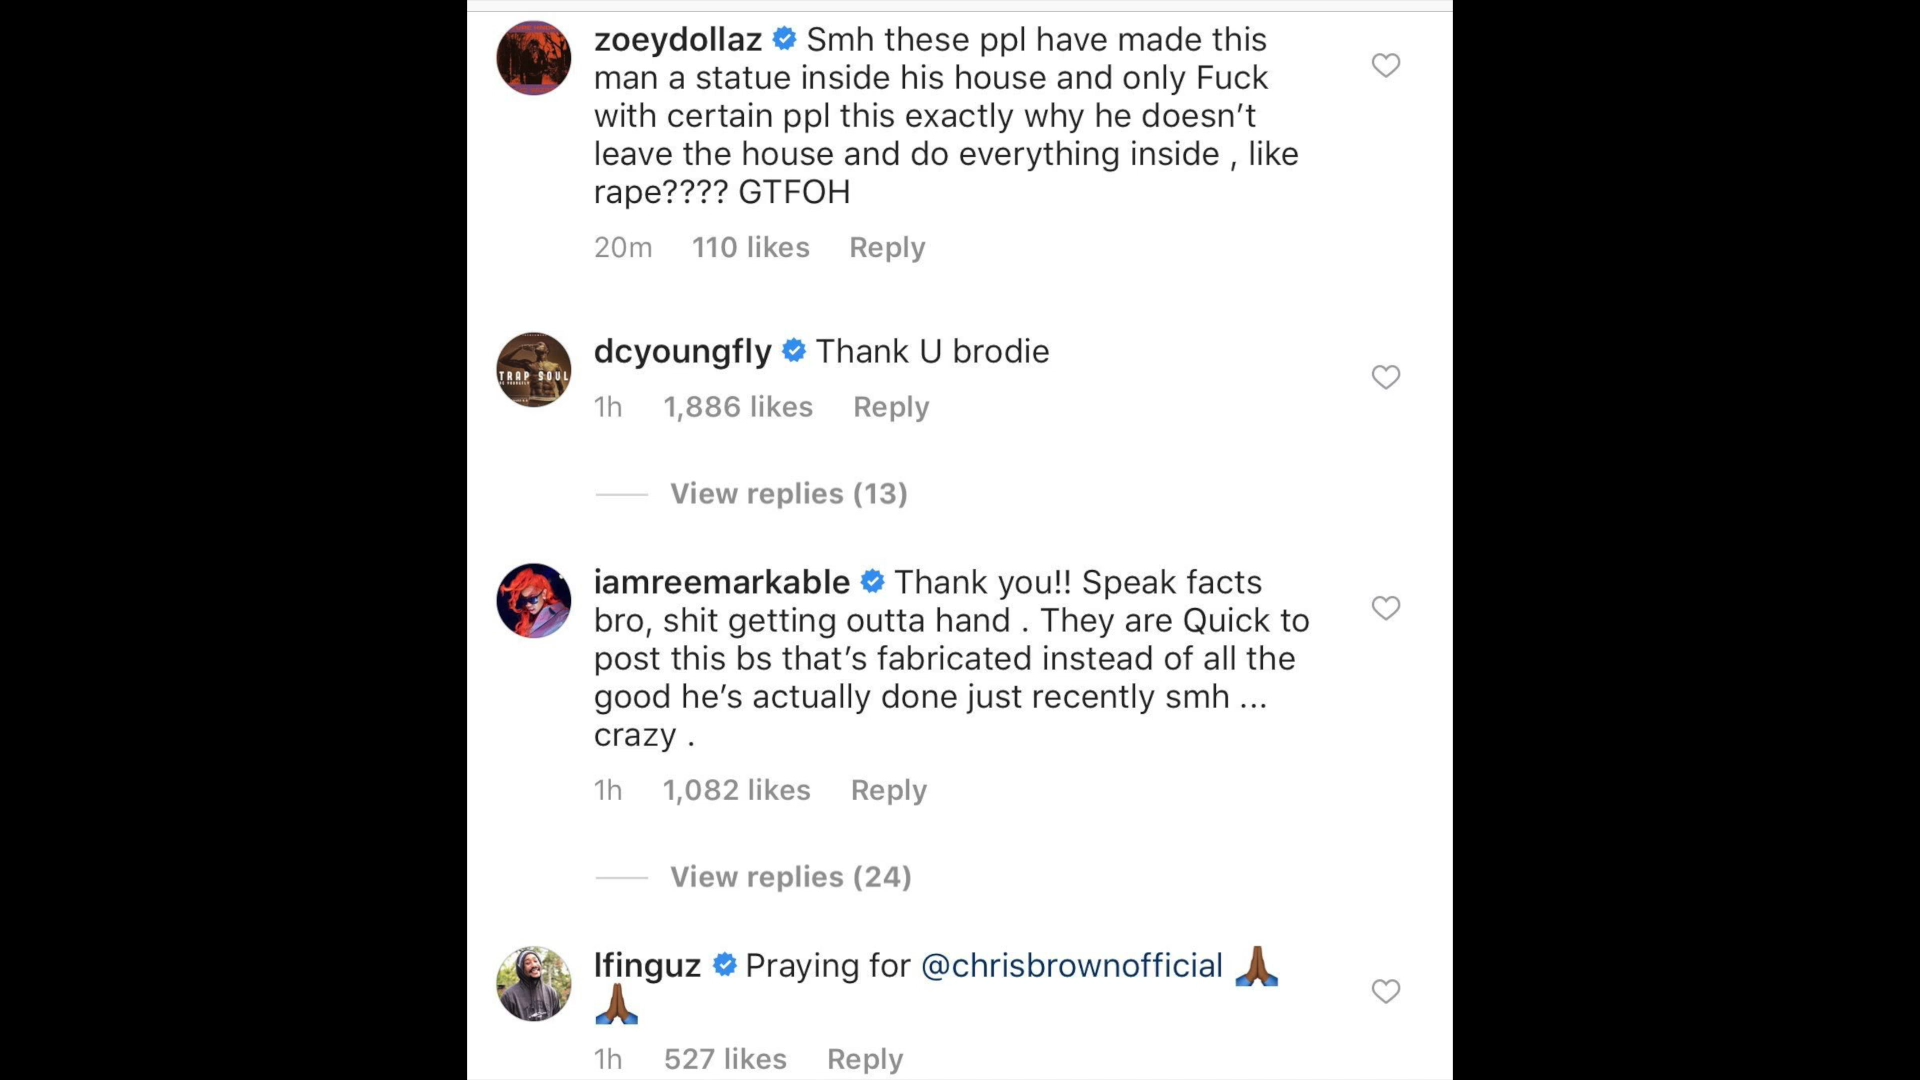 zoeydollaz Smh these ppl have made this
man a statue inside his house and only Fuck
with certain ppl this exactly why he doesn’t
leave the house and do everything inside , like
rape???? GTFOH
20m 110 likes Reply
TRAP SOUL
dcyoungfly Thank U brodie
1h 1,886 likes Reply
View replies (13)
iamreemarkable Thank you!! Speak facts
bro, shit getting outta hand . They are Quick to
post this bs that’s fabricated instead of all the
good he’s actually done just recently smh ...
crazy .
1h 1,082 likes Reply
View replies (24)
lfinguz Praying for @chrisbrownofficial 🙏🏾
🙏🏾
1h 527 likes Reply